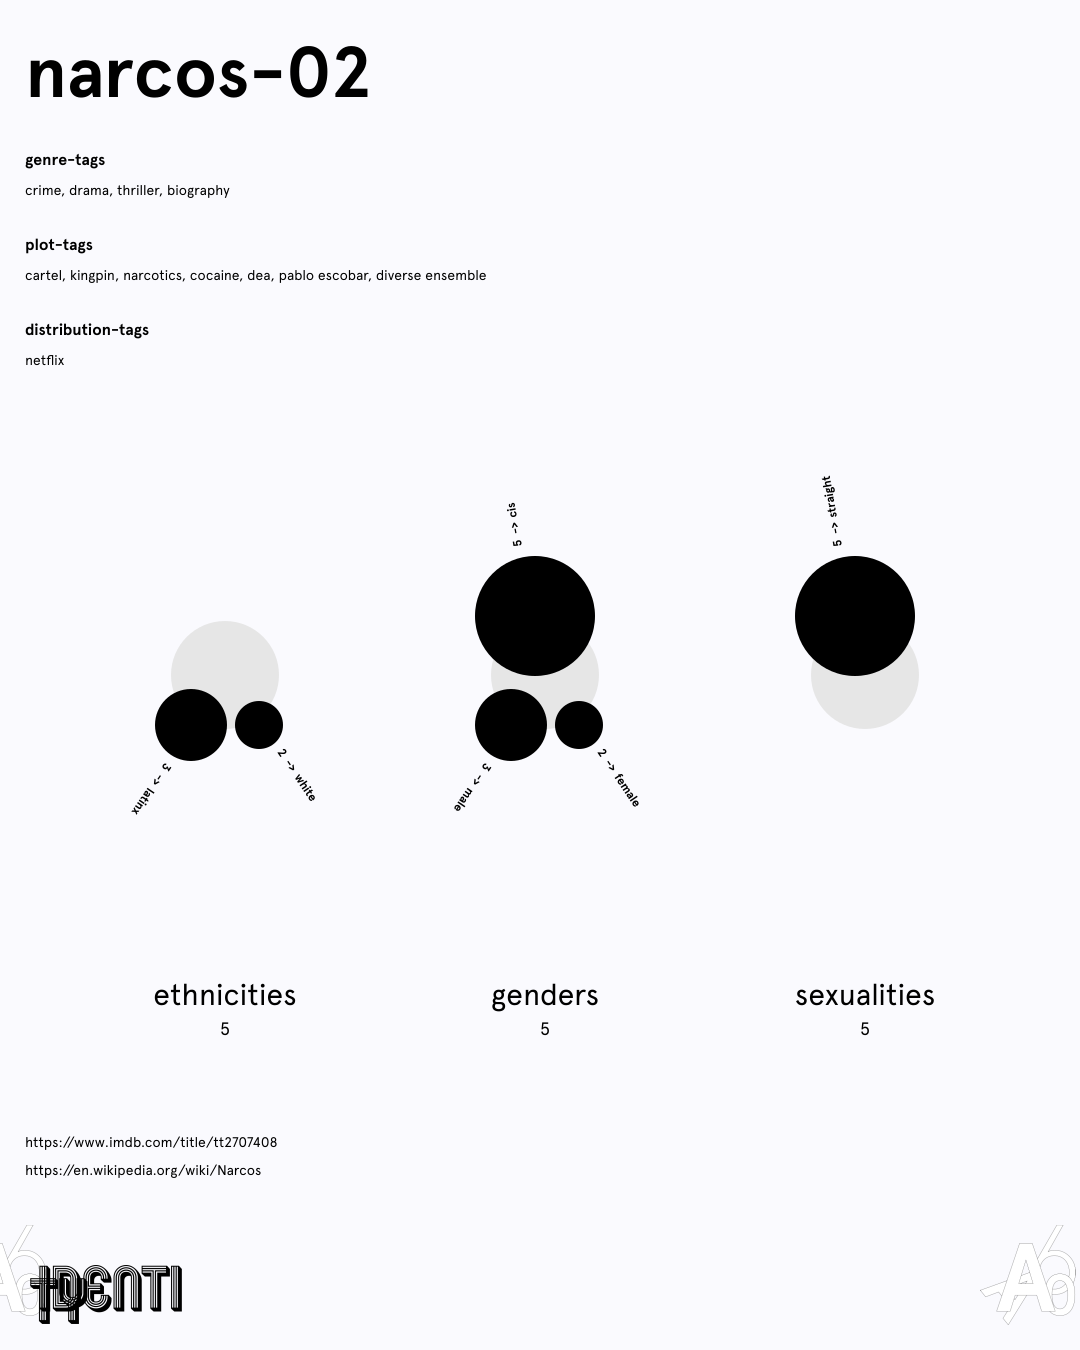 narcos-02
genre-tags
crime, drama, thriller, biography
plot-tags
cartel, kingpin, narcotics, cocaine, dea, pablo escobar, diverse ensemble
distribution-tags
netflix
3 -> latinx
2 -> white
5 -> cis
3 -> male
2 -> female
5 -> straight
ethnicities
5
genders
5
sexualities
5
https://www.imdb.com/title/tt2707408
https://en.wikipedia.org/wiki/Narcos
IDENTI